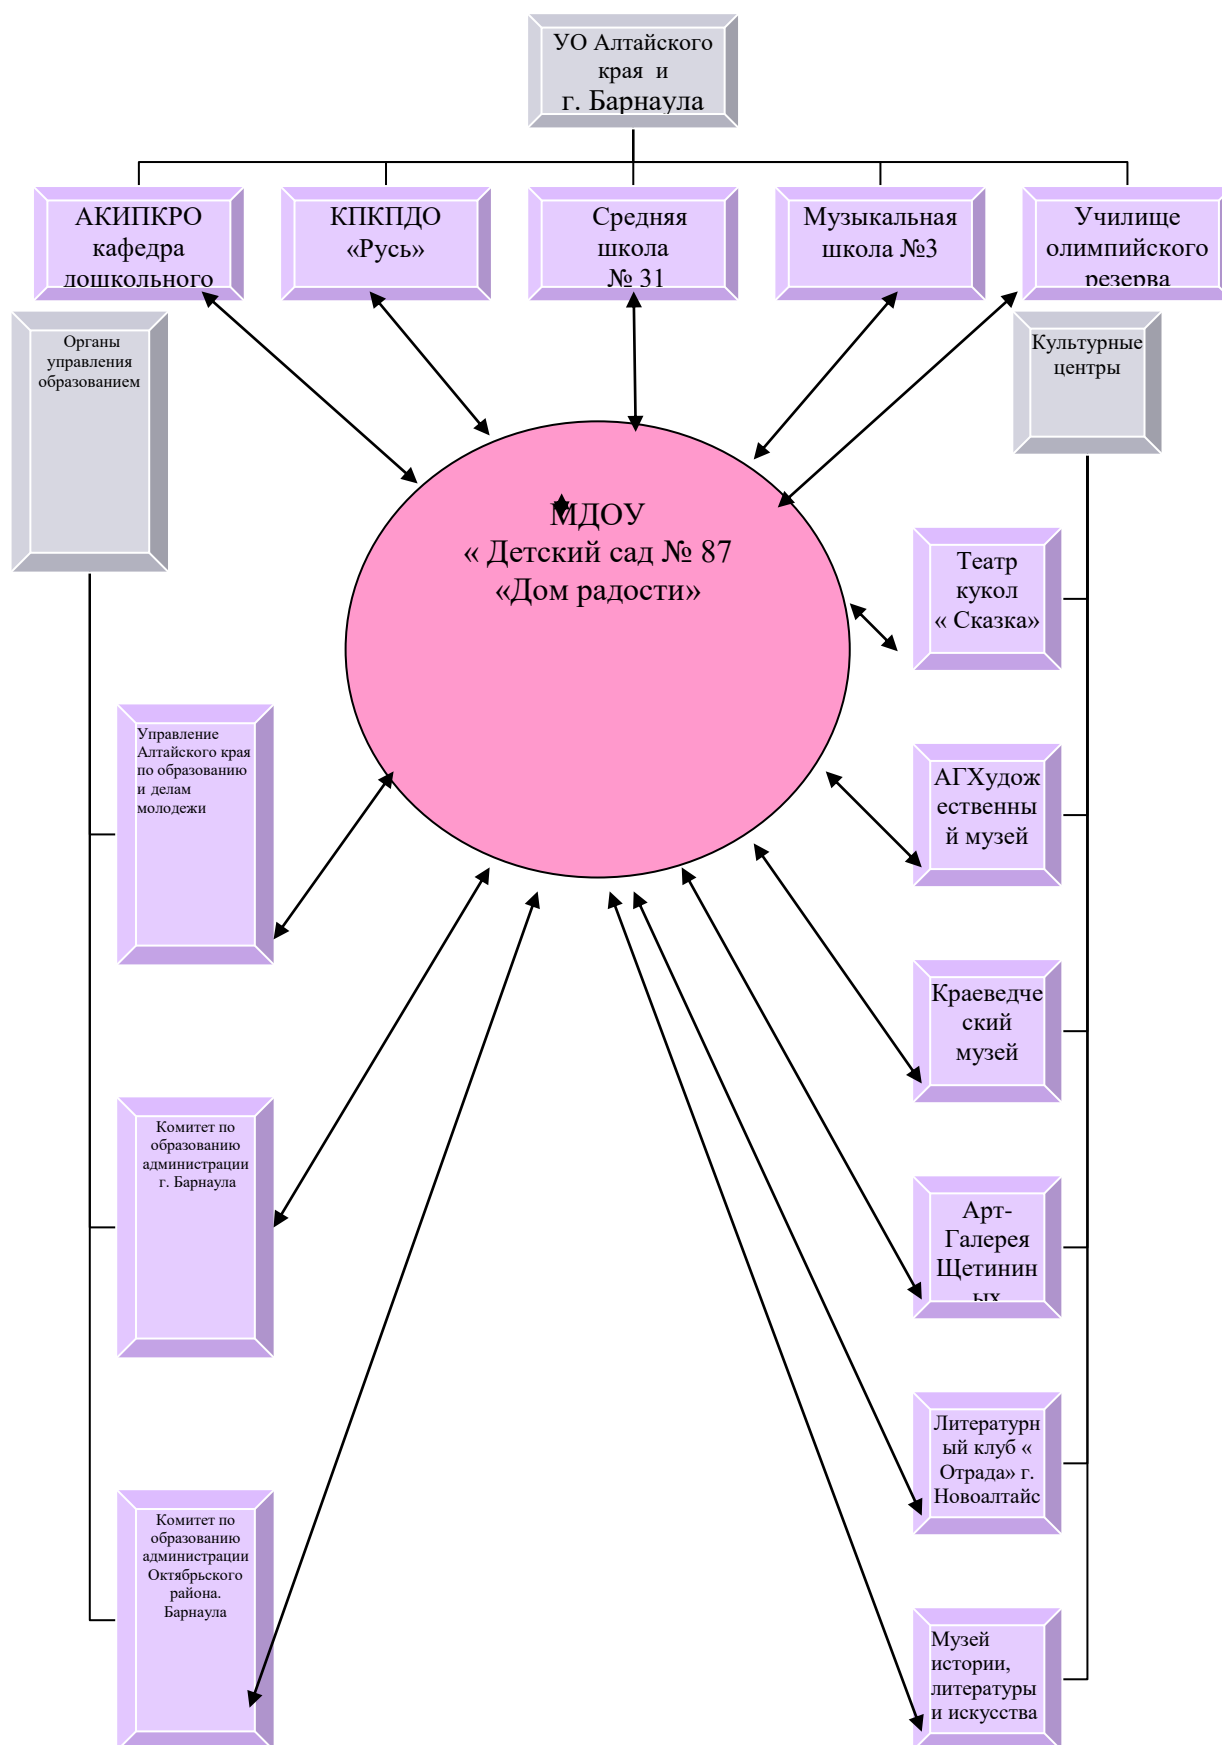 УО Алтайского
края и
г. Барнаула
АКИПКРО
кафедра
дошкольного
КПКПДО
«Русь»
Средняя
школа
№ 31
Музыкальная
школа №3
Училище
олимпийского
резерва
Органы
управления
образованием
Культурные
центры
МДОУ
« Детский сад № 87
«Дом радости»
Театр
кукол
« Сказка»
Управление
Алтайского края
по образованию
и делам
молодежи
АГХудож
ественны
й музей
Краеведче
ский
музей
Комитет по
образованию
администрации
г. Барнаула
Арт-
Галерея
Щетинин
ых
Литературн
ый клуб «
Отрада» г.
Новоалтайс
Комитет по
образованию
администрации
Октябрьского
района.
Барнаула
Музей
истории,
литературы
и искусства